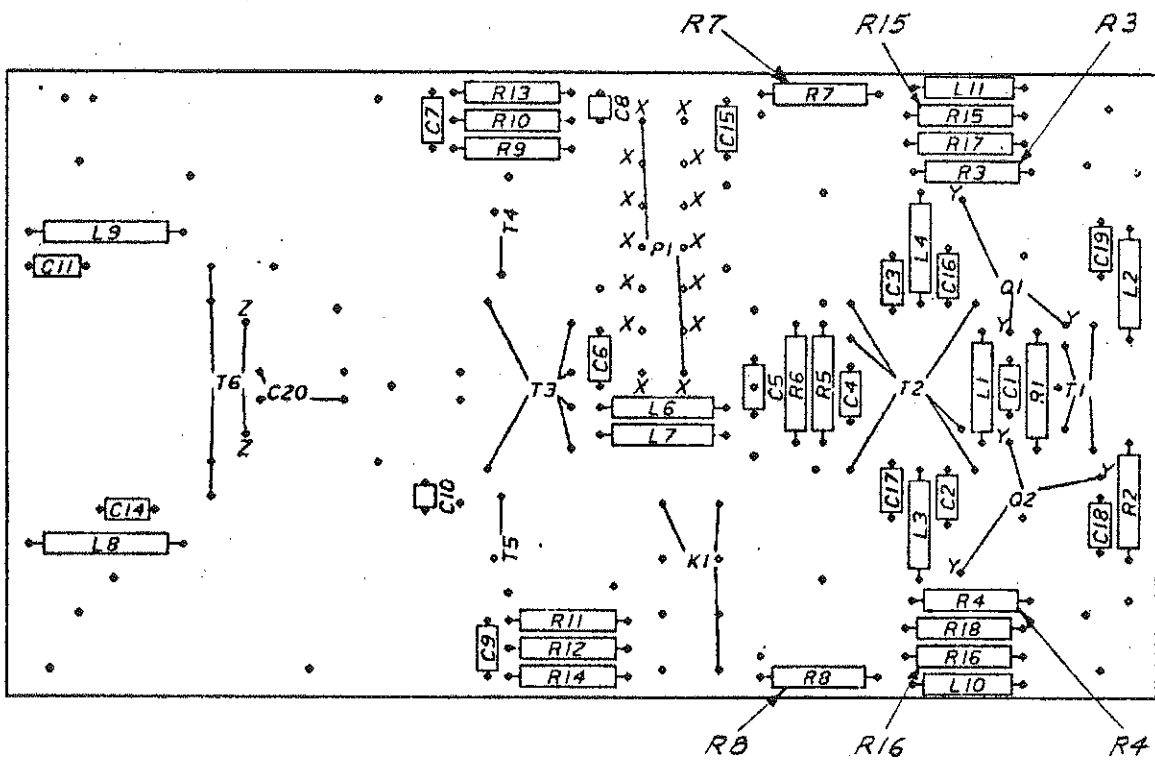 R7 R15 R3
R13 C8 X X R7 L11
C7 R10 C15 R15
R9 X X R17
R3
X X Y
L9 T4 L4 C19
C11 X P1 X C3 C16 Q1 L2
Z X X Y Y
T6 C20 T3 C6 X X C5 R6 R5 C4 T2 L1 C1 R1 T1
L6
Z L7 Y
C10 C17 C2 Q2 Y
C14 L3 C18 R2
L8 T5 K1 Y
R4
C9 R11 R18
R12 R16
R14 R8 L10
R8 R16 R4